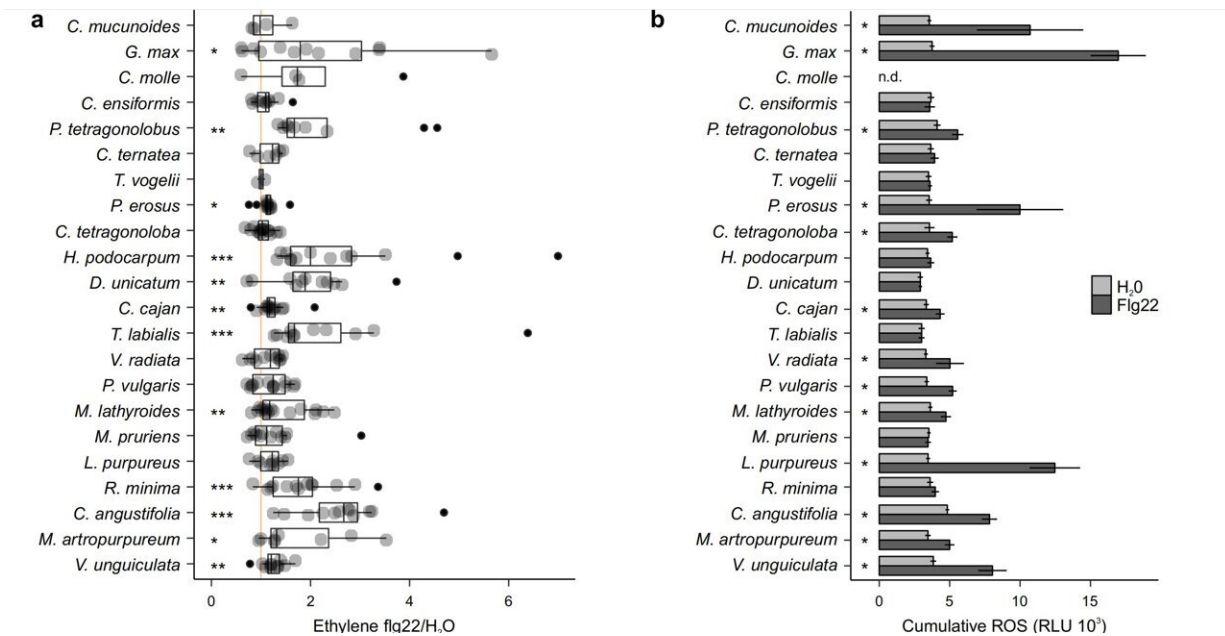 a
C. mucunoides
G. max *
C. molle
C. ensiformis
P. tetragonolobus **
C. ternatea
T. vogelii
P. erosus *
C. tetragonoloba
H. podocarpum ***
D. unicatum **
C. cajan **
T. labialis ***
V. radiata
P. vulgaris
M. lathyroides **
M. pruriens
L. purpureus
R. minima ***
C. angustifolia ***
M. artropurpureum *
V. unguiculata **
0 2 4 6
Ethylene flg22/H₂O
b
C. mucunoides *
G. max *
C. molle n.d.
C. ensiformis
P. tetragonolobus *
C. ternatea
T. vogelii
P. erosus *
C. tetragonoloba *
H. podocarpum
D. unicatum
C. cajan *
T. labialis
V. radiata *
P. vulgaris *
M. lathyroides *
M. pruriens
L. purpureus *
R. minima
C. angustifolia *
M. artropurpureum *
V. unguiculata *
H₂0
Flg22
0 5 10 15
Cumulative ROS (RLU 10³)